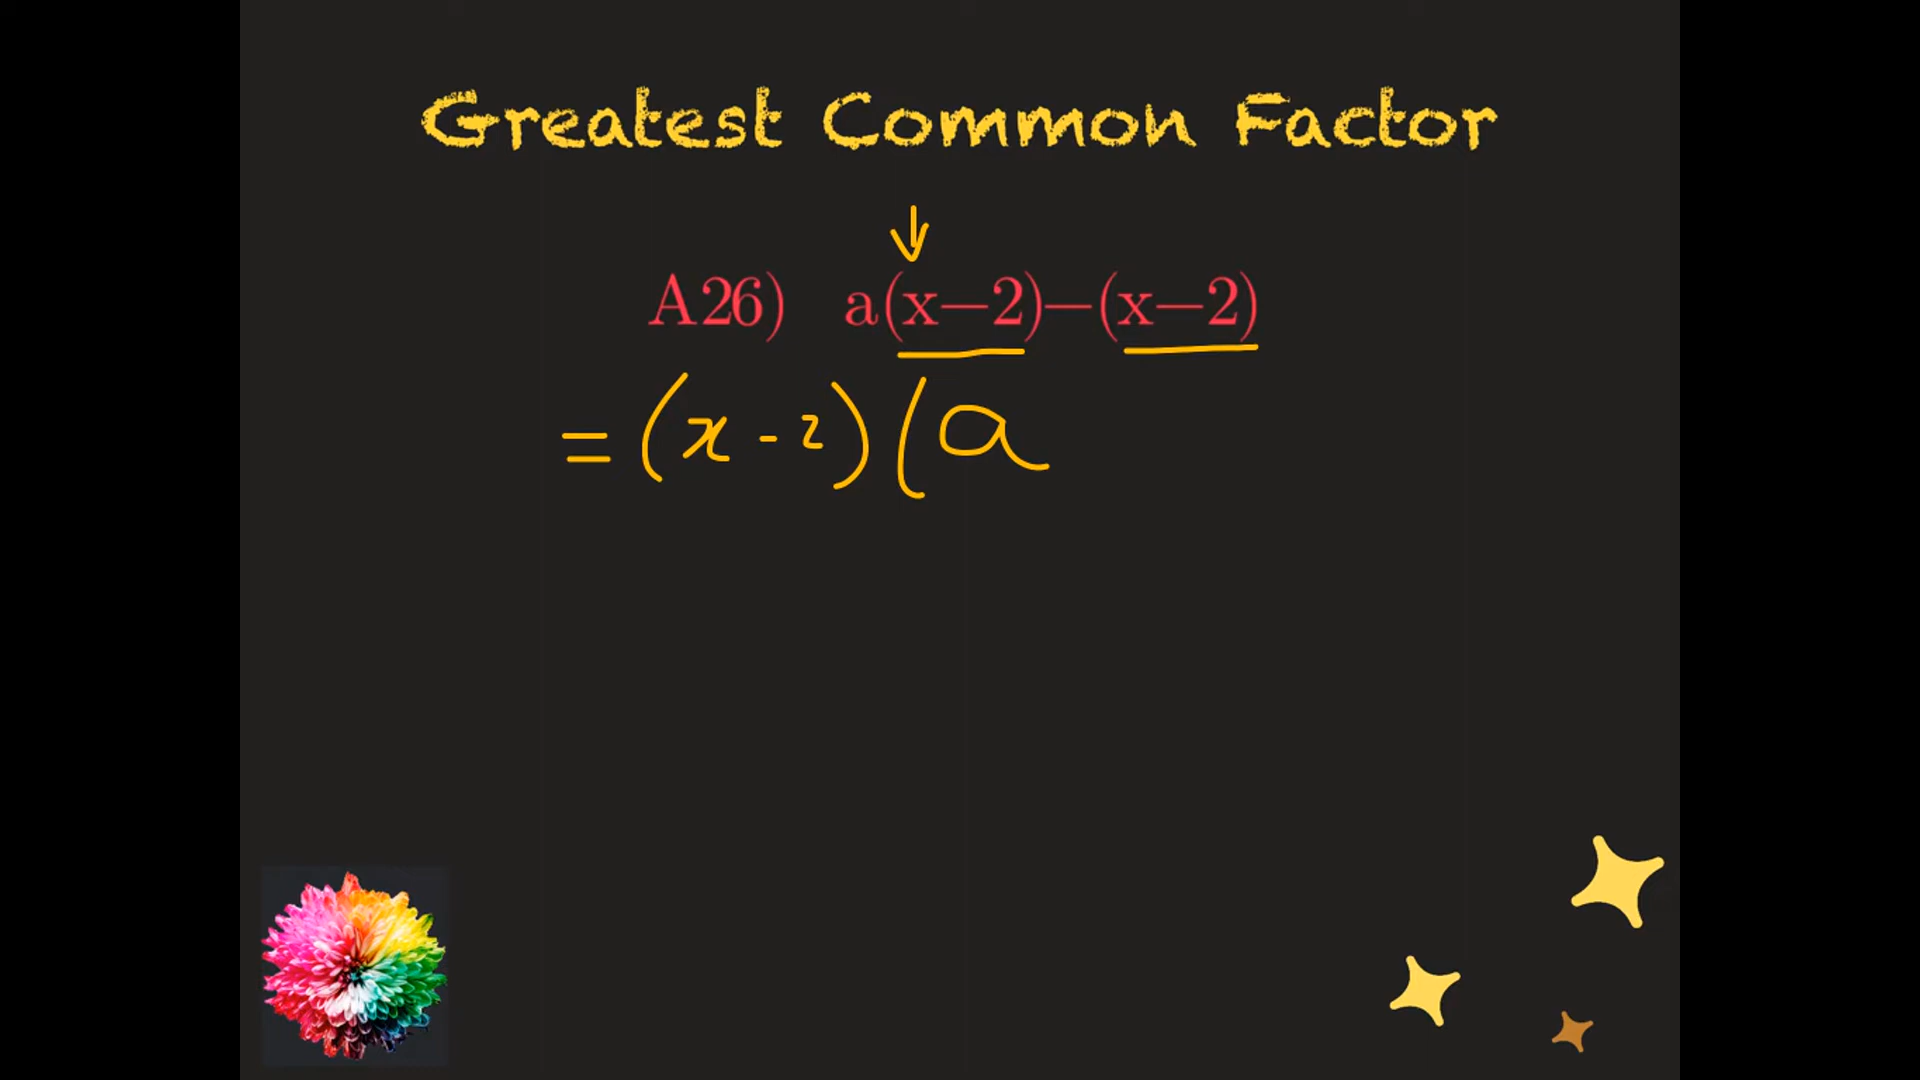 Greatest Common Factor
A26) a(x−2)−(x−2)
= (x - 2) (a